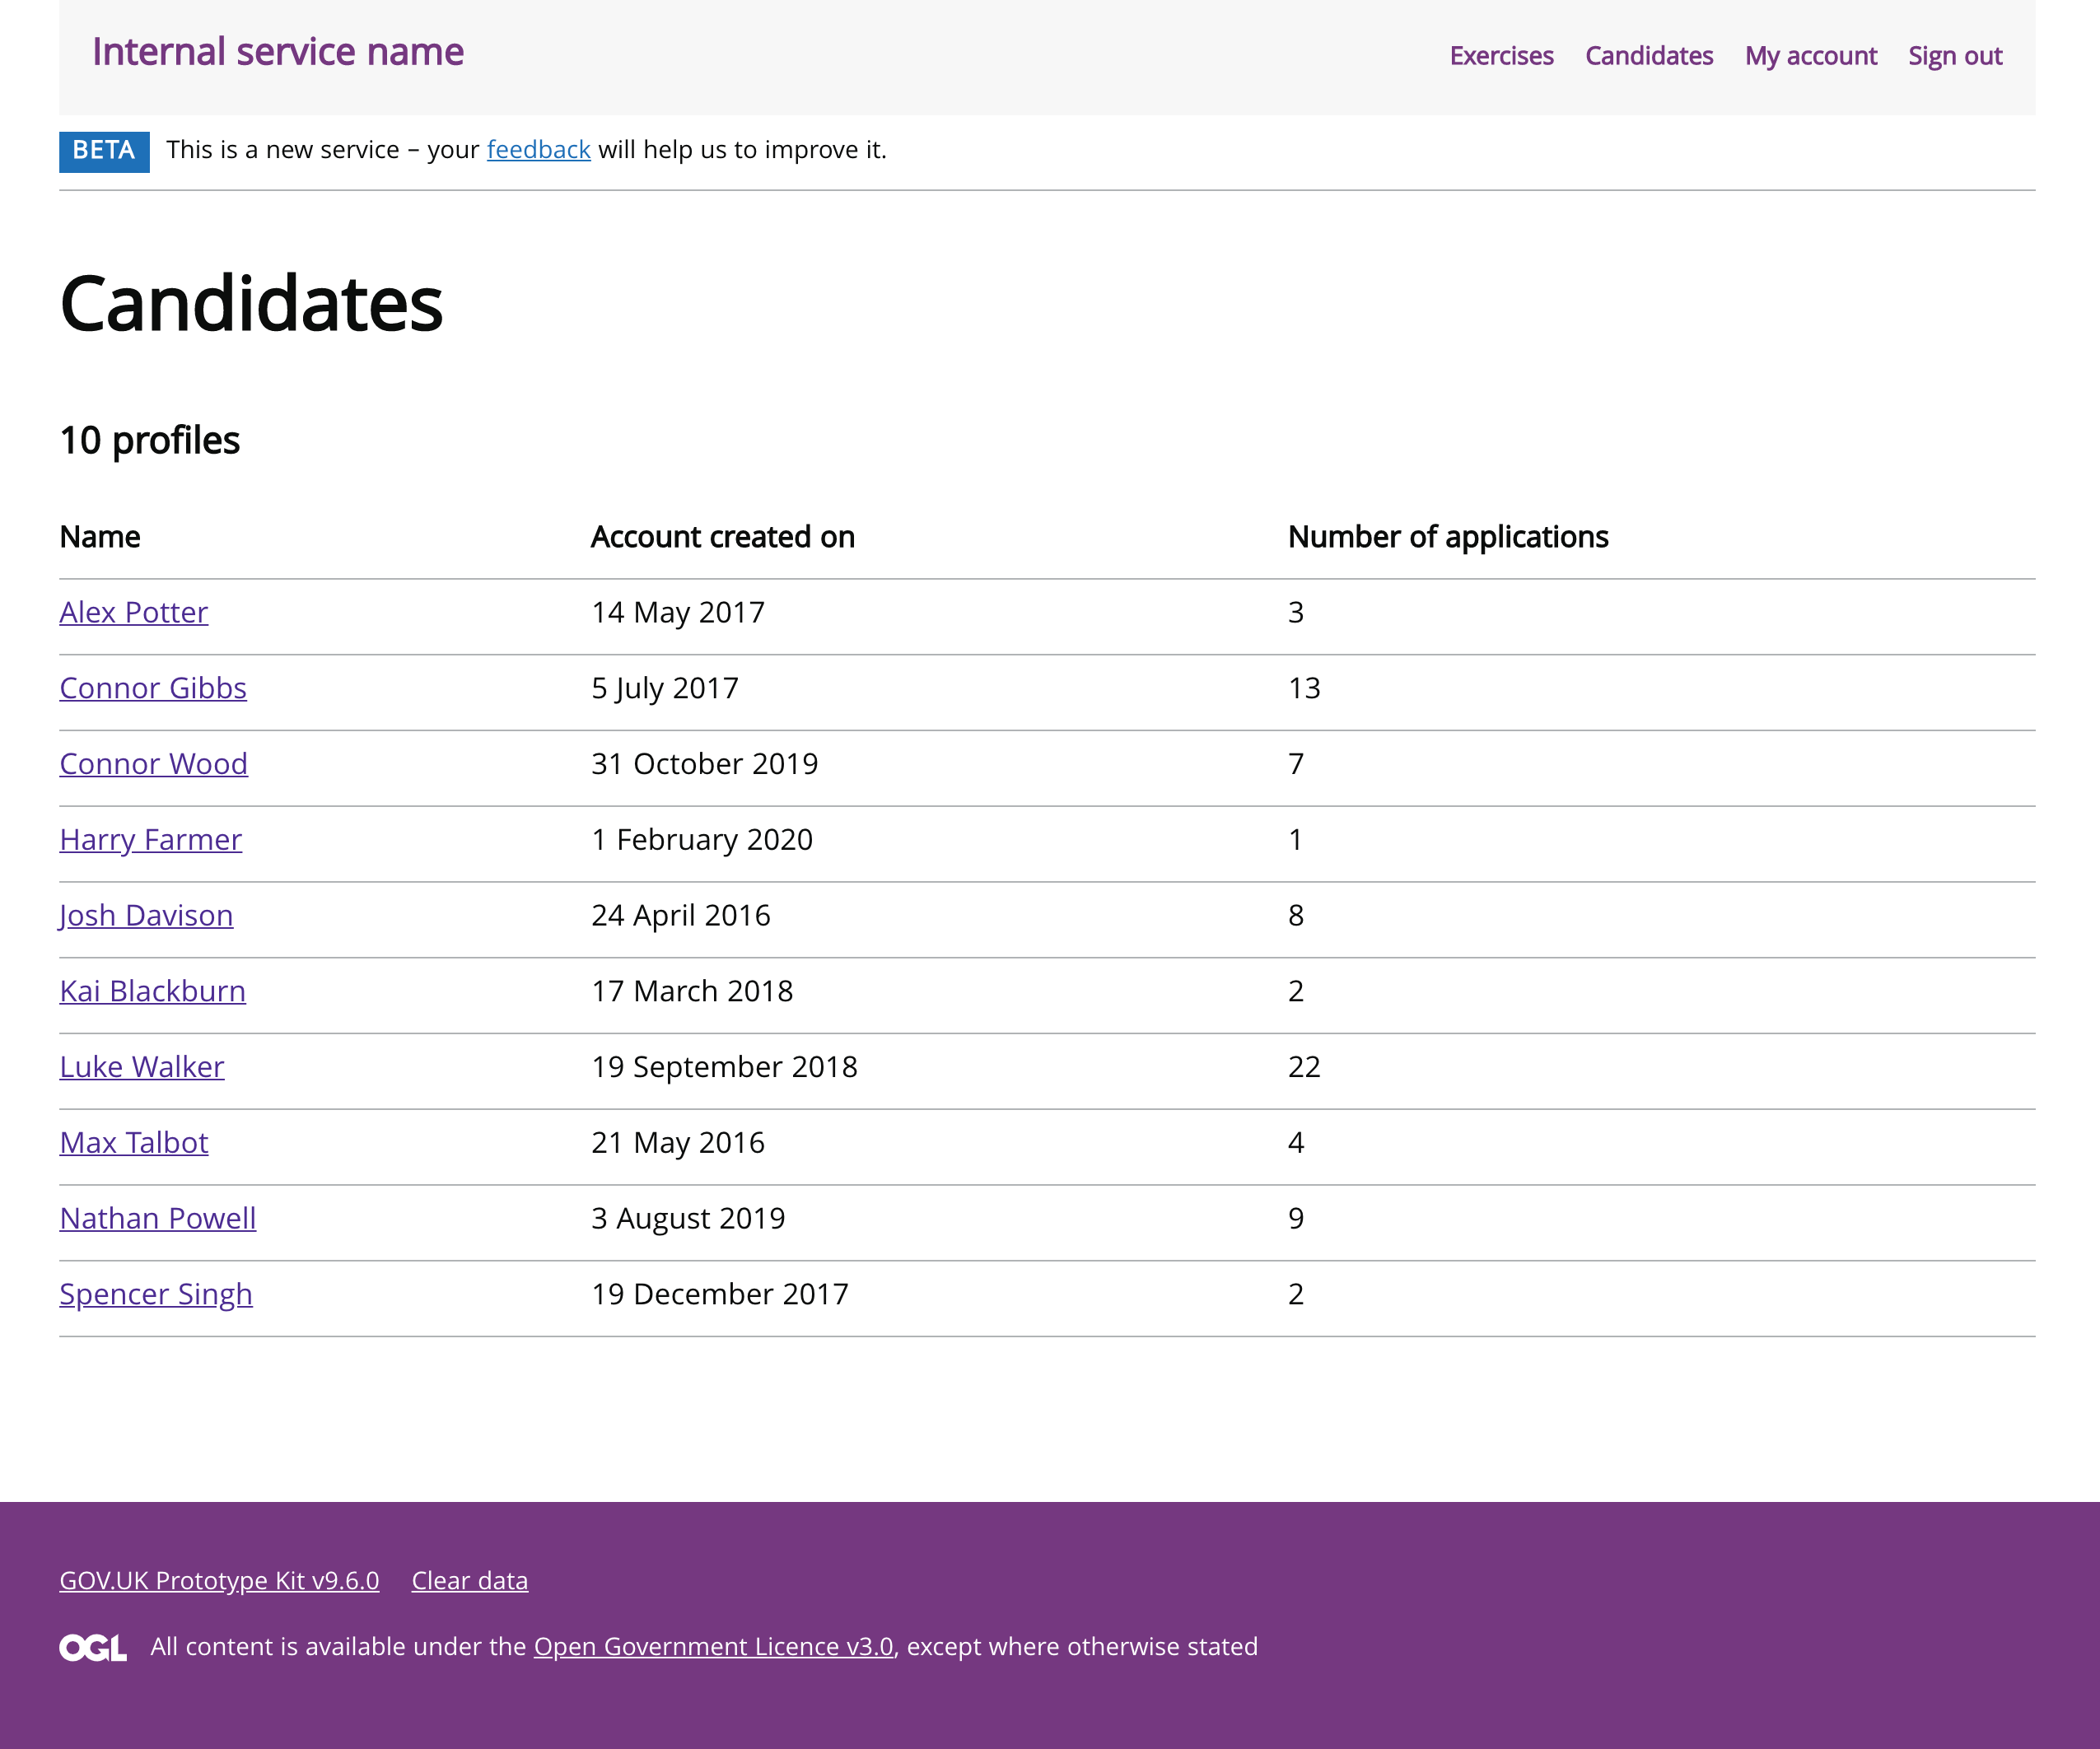 Internal service name Exercises Candidates My account Sign out
BETA This is a new service – your feedback will help us to improve it.
Candidates
10 profiles
Name Account created on Number of applications
Alex Potter 14 May 2017 3
Connor Gibbs 5 July 2017 13
Connor Wood 31 October 2019 7
Harry Farmer 1 February 2020 1
Josh Davison 24 April 2016 8
Kai Blackburn 17 March 2018 2
Luke Walker 19 September 2018 22
Max Talbot 21 May 2016 4
Nathan Powell 3 August 2019 9
Spencer Singh 19 December 2017 2
GOV.UK Prototype Kit v9.6.0 Clear data
OGL All content is available under the Open Government Licence v3.0, except where otherwise stated